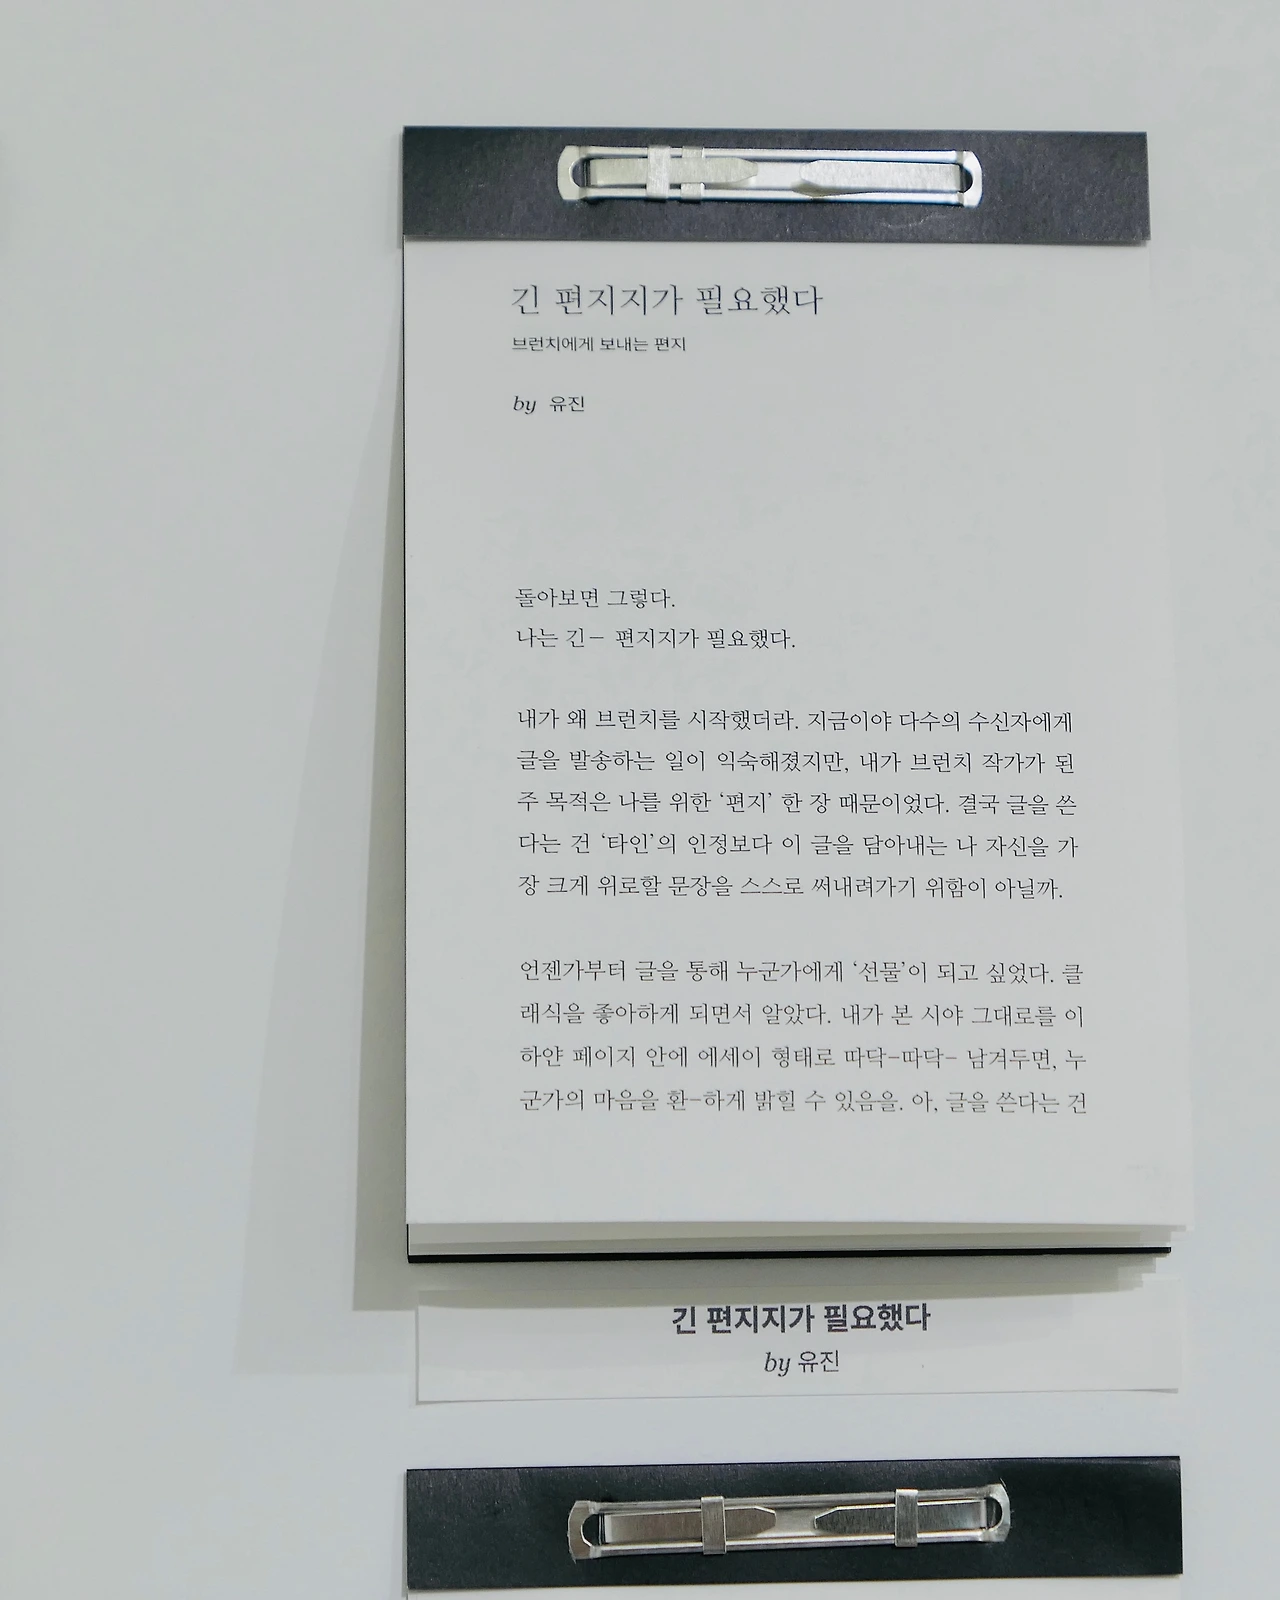 긴 편지지가 필요했다
브런치에게 보내는 편지
by 유진
돌아보면 그렇다.
나는 긴- 편지지가 필요했다.
내가 왜 브런치를 시작했더라. 지금이야 다수의 수신자에게
글을 발송하는 일이 익숙해졌지만, 내가 브런치 작가가 된
주 목적은 나를 위한 ‘편지’ 한 장 때문이었다. 결국 글을 쓴
다는 건 ‘타인’의 인정보다 이 글을 담아내는 나 자신을 가
장 크게 위로할 문장을 스스로 써내려가기 위함이 아닐까.
언젠가부터 글을 통해 누군가에게 ‘선물’이 되고 싶었다. 클
래식을 좋아하게 되면서 알았다. 내가 본 시야 그대로를 이
하얀 페이지 안에 에세이 형태로 따닥-따닥- 남겨두면, 누
군가의 마음을 환-하게 밝힐 수 있음을. 아, 글을 쓴다는 건
긴 편지지가 필요했다
by 유진